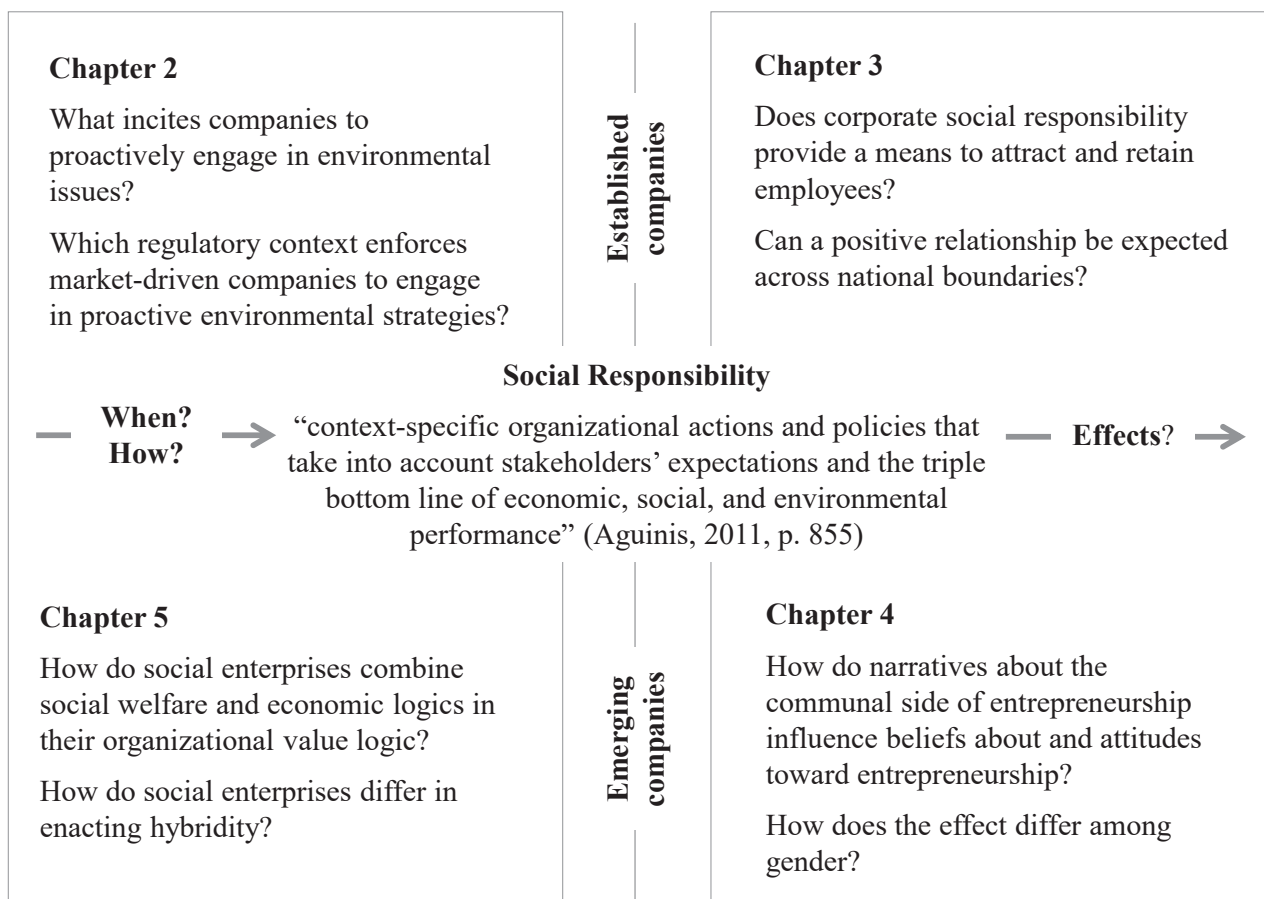 Chapter 2
What incites companies to
proactively engage in environmental
issues?
Which regulatory context enforces
market-driven companies to engage
in proactive environmental strategies?
Established
companies
Chapter 3
Does corporate social responsibility
provide a means to attract and retain
employees?
Can a positive relationship be expected
across national boundaries?
When?
How?
Social Responsibility
“context-specific organizational actions and policies that
take into account stakeholders’ expectations and the triple
bottom line of economic, social, and environmental
performance” (Aguinis, 2011, p. 855)
Effects?
Chapter 5
How do social enterprises combine
social welfare and economic logics in
their organizational value logic?
How do social enterprises differ in
enacting hybridity?
Emerging
companies
Chapter 4
How do narratives about the
communal side of entrepreneurship
influence beliefs about and attitudes
toward entrepreneurship?
How does the effect differ among
gender?